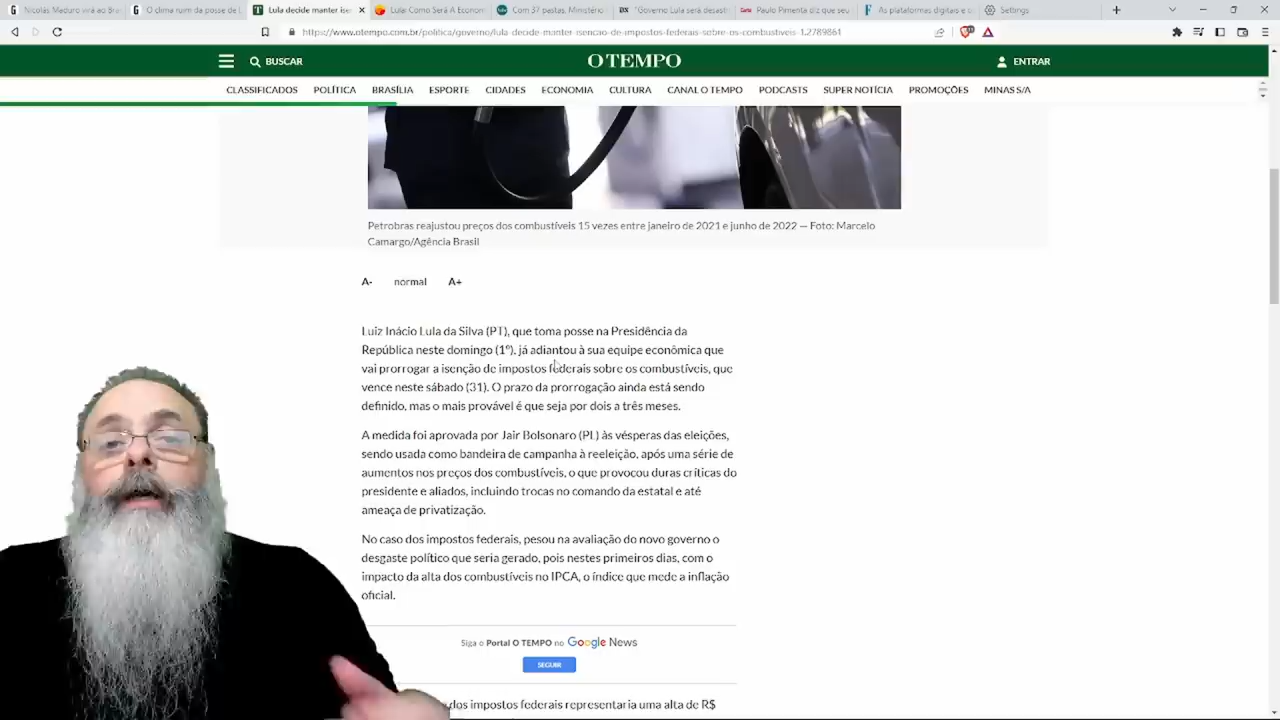 Nicolás Maduro virá ao Bras
O clima ruim da posse de L
Lula decide manter iser
Lula: Como Será A Econom
Com 37 pastas, Ministério
"Governo Lula será desastr
Paulo Pimenta diz que seu
As plataformas digitais e o
Settings
https://www.otempo.com.br/politica/governo/lula-decide-manter-isencao-de-impostos-federais-sobre-os-combustiveis-1.2789861
BUSCAR
O TEMPO
ENTRAR
CLASSIFICADOS POLÍTICA BRASÍLIA ESPORTE CIDADES ECONOMIA CULTURA CANAL O TEMPO PODCASTS SUPER NOTÍCIA PROMOÇÕES MINAS S/A
Petrobras reajustou preços dos combustíveis 15 vezes entre janeiro de 2021 e junho de 2022 — Foto: Marcelo
Camargo/Agência Brasil
A- normal A+
Luiz Inácio Lula da Silva (PT), que toma posse na Presidência da
República neste domingo (1º), já adiantou à sua equipe econômica que
vai prorrogar a isenção de impostos federais sobre os combustíveis, que
vence neste sábado (31). O prazo da prorrogação ainda está sendo
definido, mas o mais provável é que seja por dois a três meses.
A medida foi aprovada por Jair Bolsonaro (PL) às vésperas das eleições,
sendo usada como bandeira de campanha à reeleição, após uma série de
aumentos nos preços dos combustíveis, o que provocou duras críticas do
presidente e aliados, incluindo trocas no comando da estatal e até
ameaça de privatização.
No caso dos impostos federais, pesou na avaliação do novo governo o
desgaste político que seria gerado, pois nestes primeiros dias, com o
impacto da alta dos combustíveis no IPCA, o índice que mede a inflação
oficial.
Siga o Portal O TEMPO no Google News
SEGUIR
dos impostos federais representaria uma alta de R$